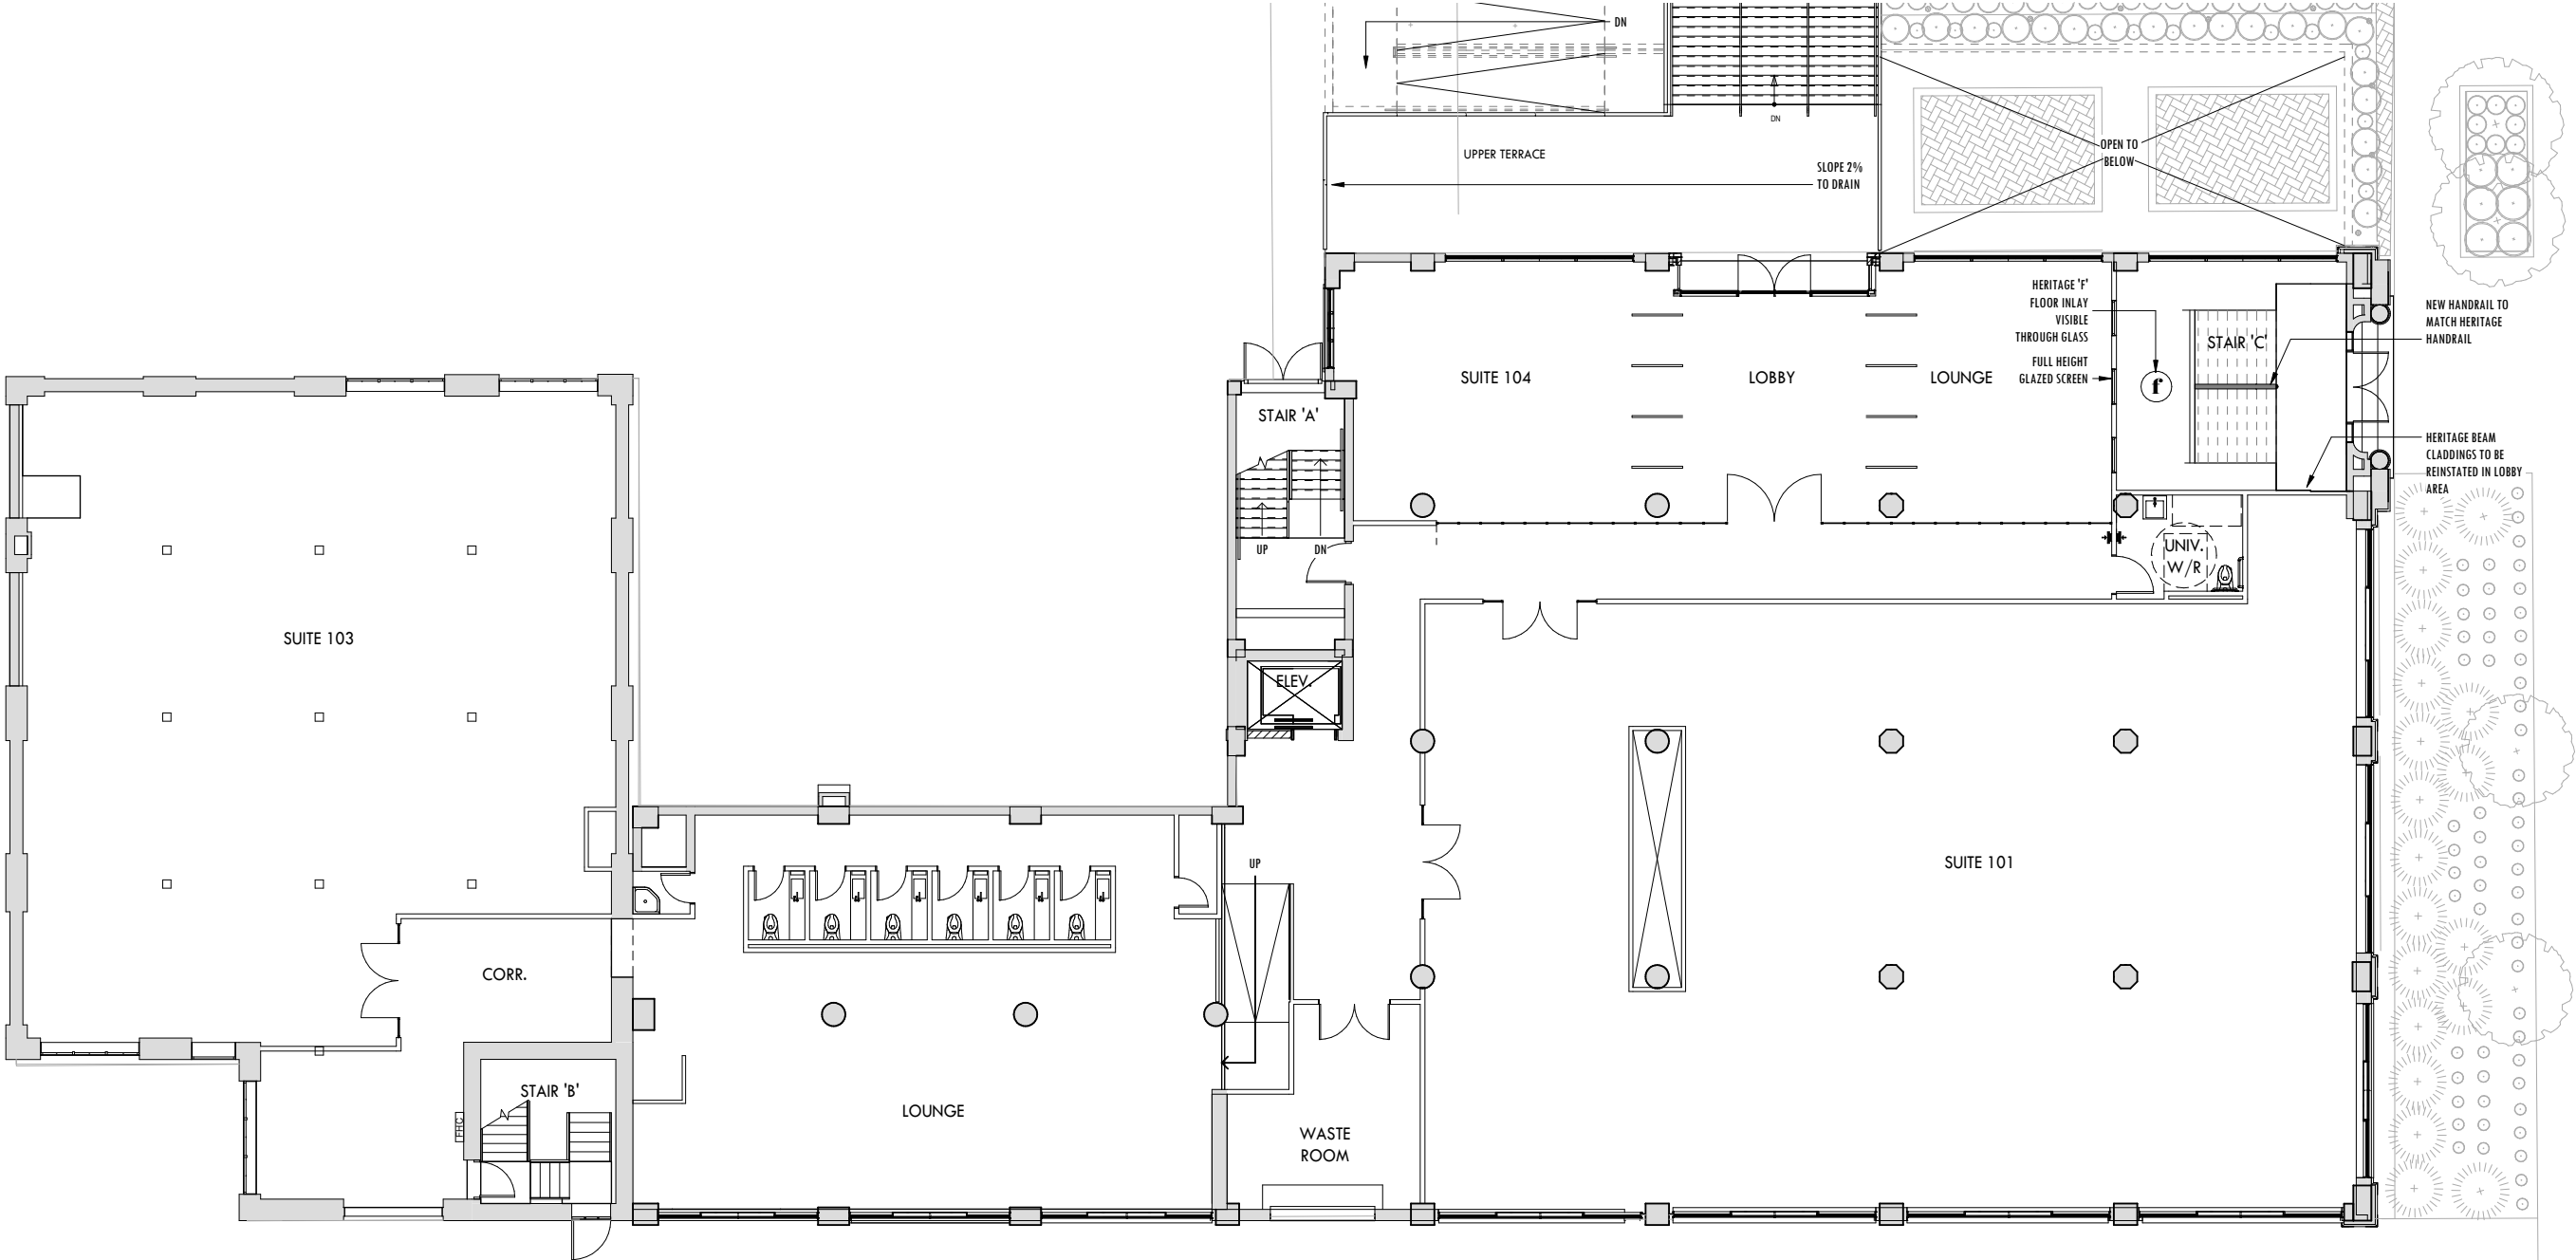 DN
DN
UPPER TERRACE
SLOPE 2%
TO DRAIN
OPEN TO
BELOW
HERITAGE 'F'
FLOOR INLAY
VISIBLE
THROUGH GLASS
FULL HEIGHT
GLAZED SCREEN
f
STAIR 'C'
NEW HANDRAIL TO
MATCH HERITAGE
HANDRAIL
HERITAGE BEAM
CLADDINGS TO BE
REINSTATED IN LOBBY
AREA
SUITE 104
LOBBY
LOUNGE
STAIR 'A'
UP
DN
UNIV.
W/R
SUITE 103
ELEV.
SUITE 101
UP
CORR.
STAIR 'B'
FHC
LOUNGE
WASTE
ROOM